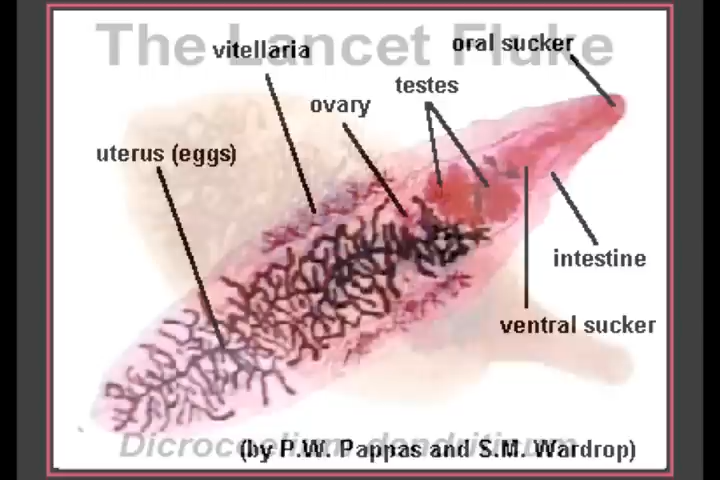 The Lancet Fluke
oral sucker
vitellaria
testes
ovary
uterus (eggs)
intestine
ventral sucker
Dicrocoelium dendriticum
(by P.W. Pappas and S.M. Wardrop)